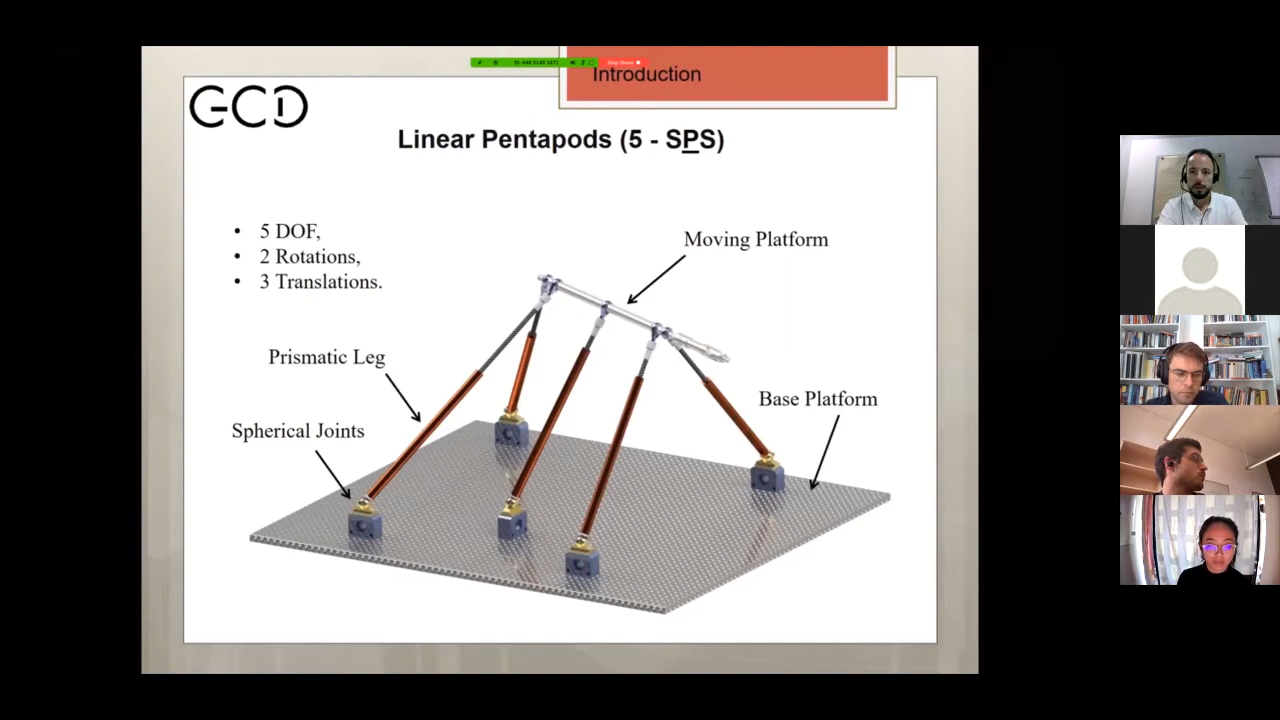 Introduction
GCD
Linear Pentapods (5 - SPS)
• 5 DOF,
• 2 Rotations,
• 3 Translations.
Moving Platform
Prismatic Leg
Base Platform
Spherical Joints